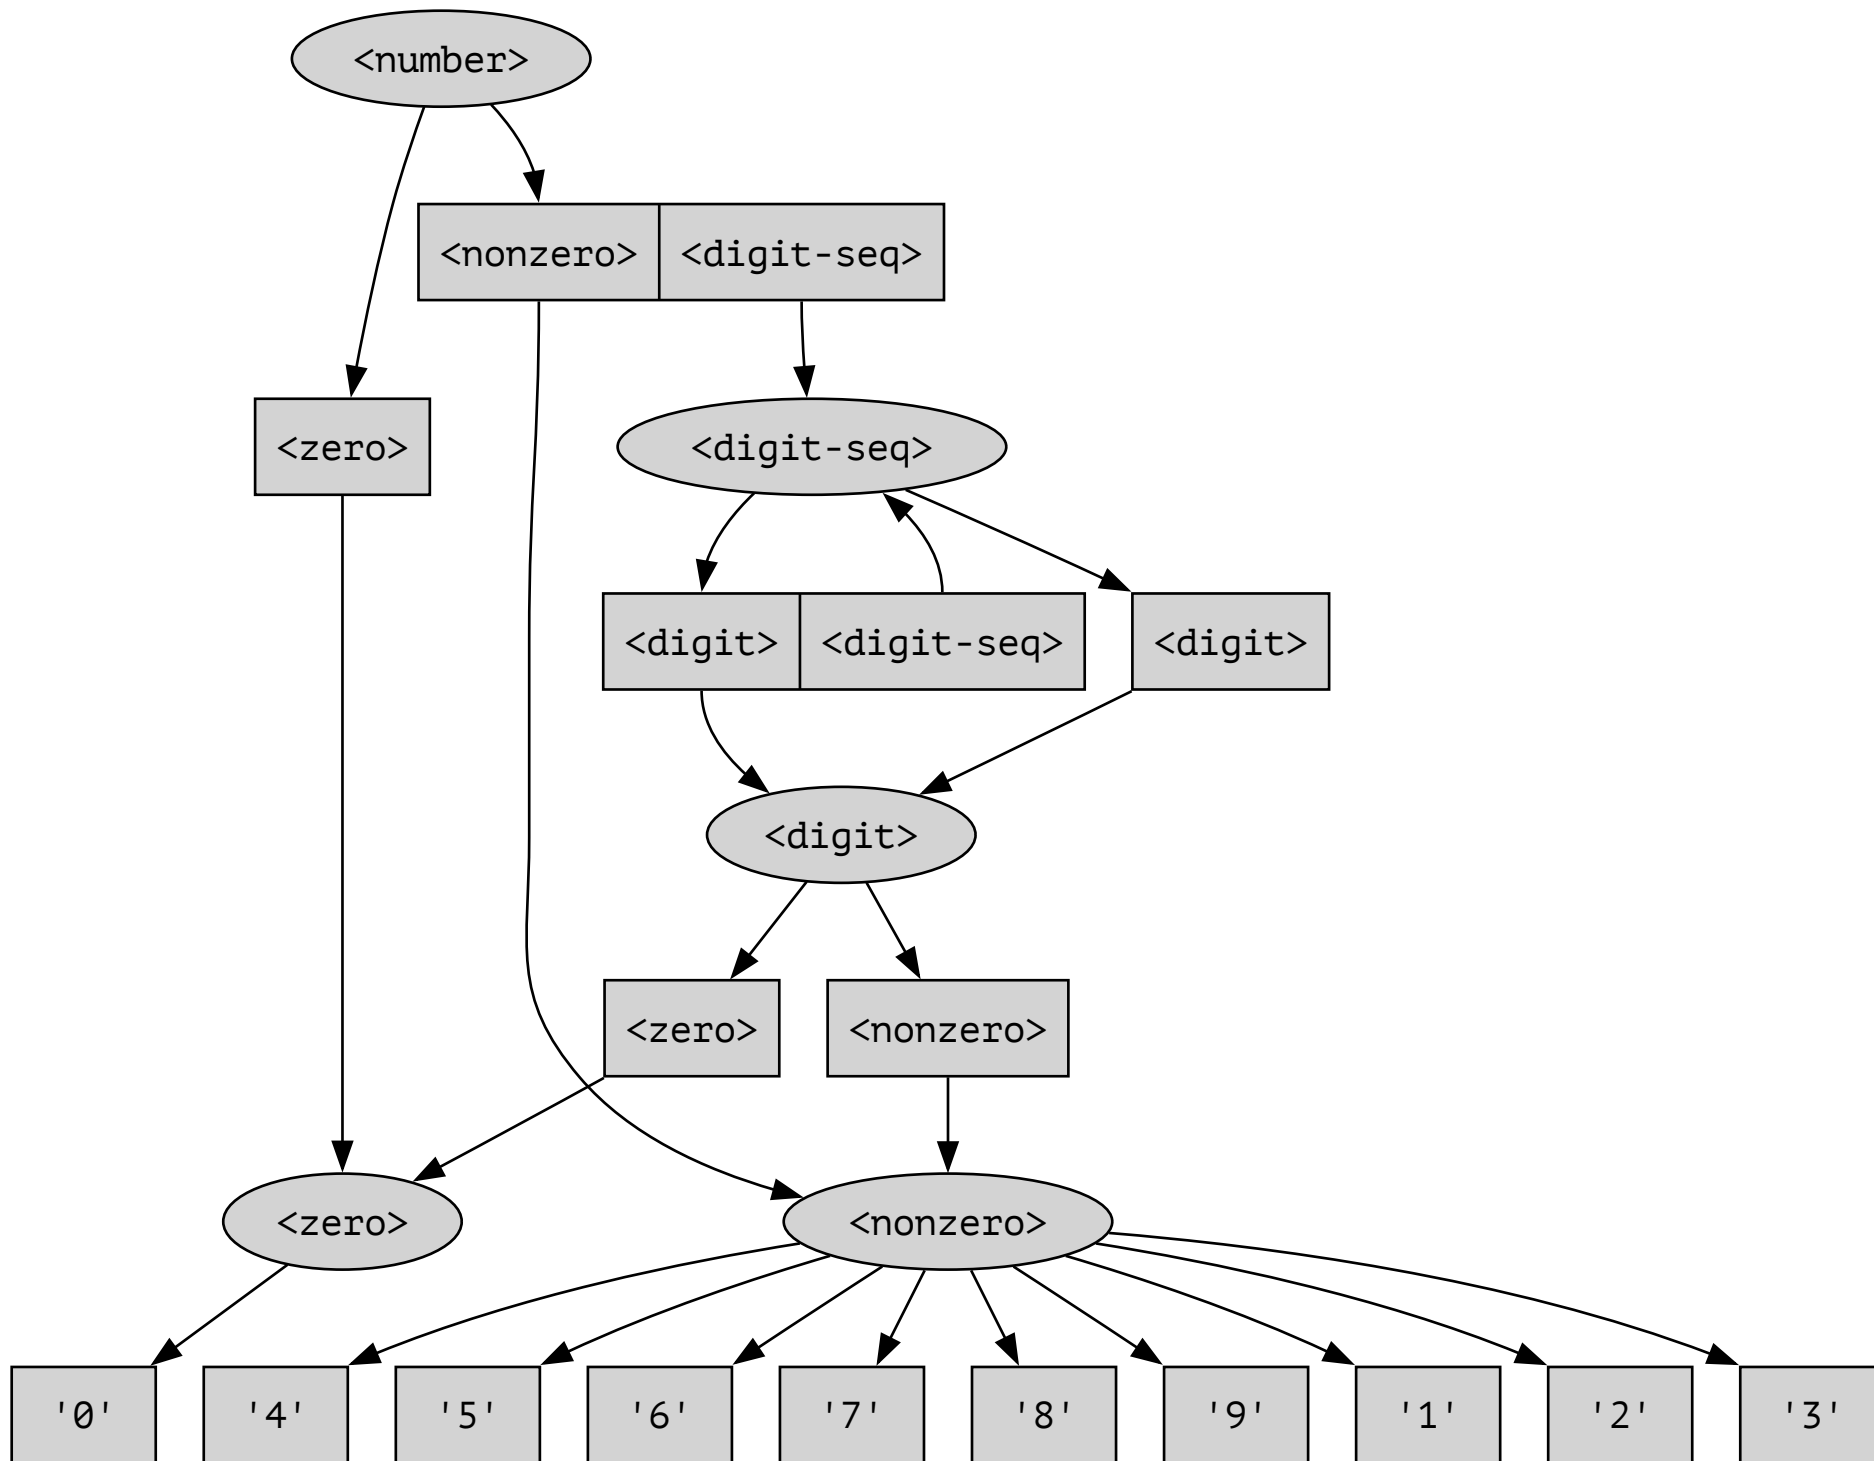 <number>
<nonzero> <digit-seq>
<zero> <digit-seq>
<digit> <digit-seq> <digit>
<digit>
<zero> <nonzero>
<zero> <nonzero>
'0' '4' '5' '6' '7' '8' '9' '1' '2' '3'